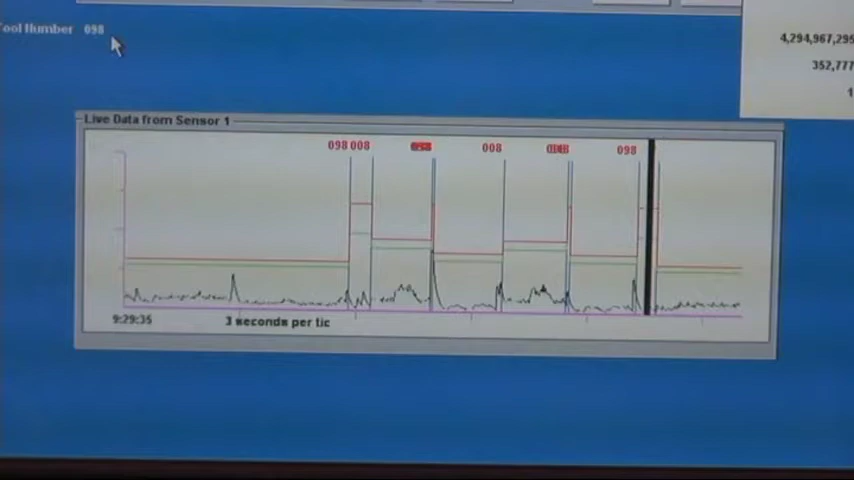 Tool Number 098
4,294,967,295
352,777
1
Live Data from Sensor 1
098 008 008 098
9:29:35 3 seconds per tic